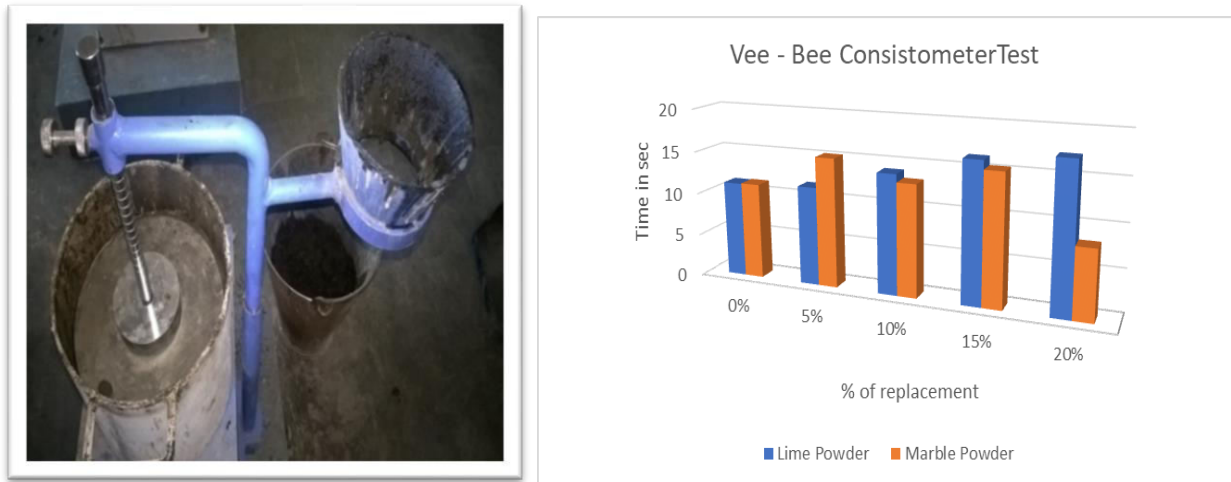 Vee - Bee ConsistometerTest
20
15
10
5
0
Time in sec
0%
5%
10%
15%
20%
% of replacement
Lime Powder
Marble Powder